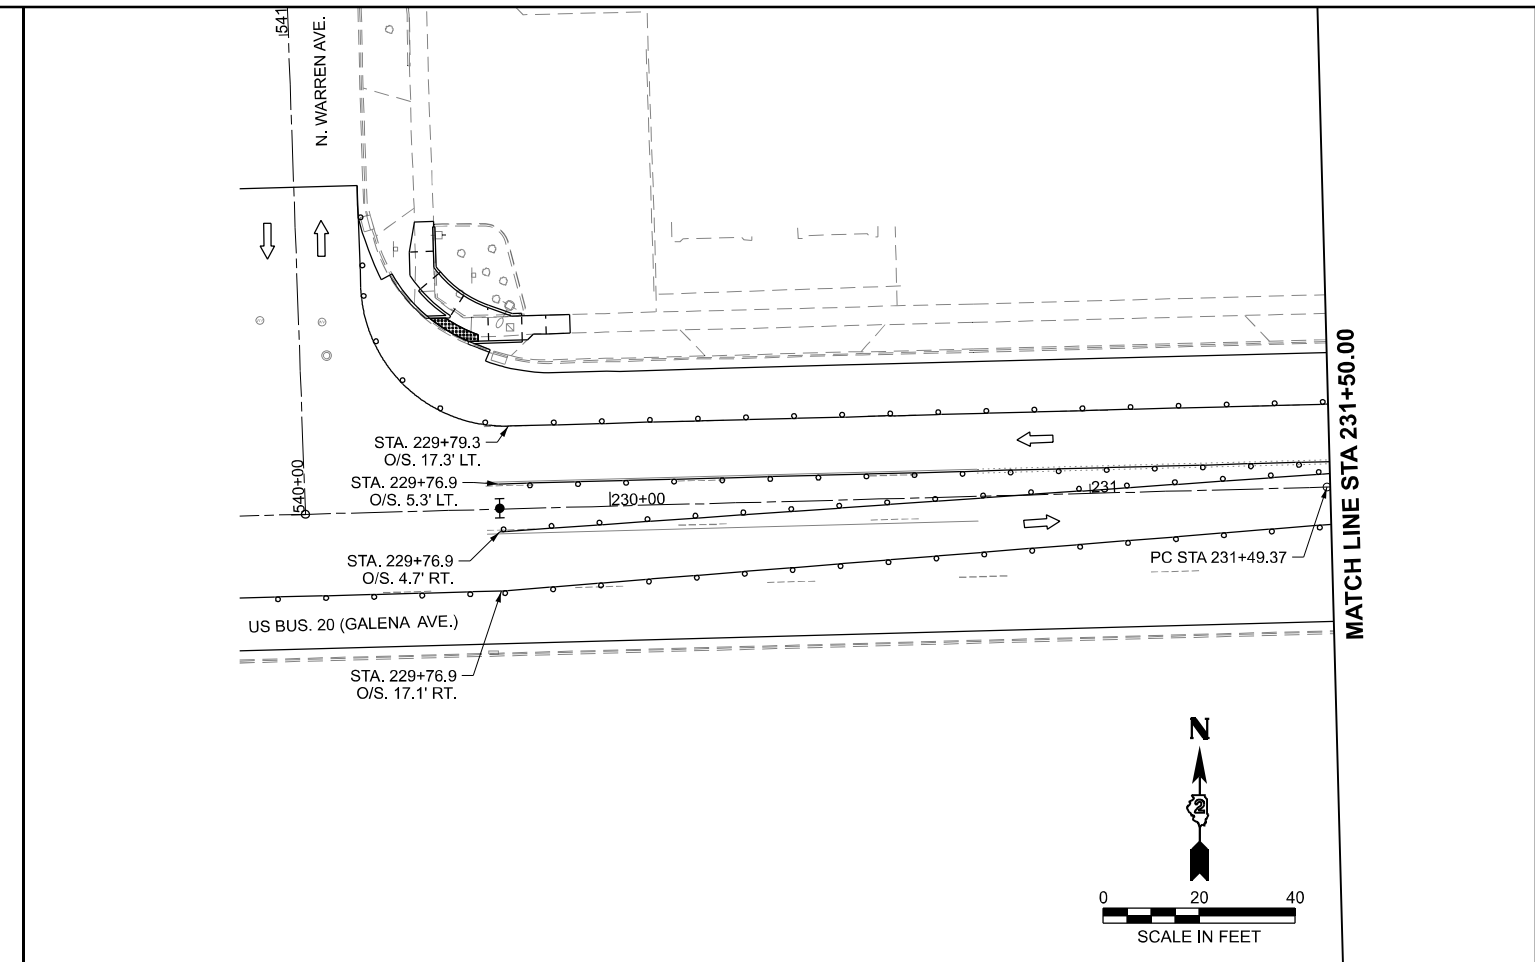 541
N. WARREN AVE.
STA. 229+79.3
O/S. 17.3' LT.
STA. 229+76.9
O/S. 5.3' LT.
540+00
230+00
231
STA. 229+76.9
O/S. 4.7' RT.
PC STA 231+49.37
MATCH LINE STA 231+50.00
US BUS. 20 (GALENA AVE.)
STA. 229+76.9
O/S. 17.1' RT.
N
2
0 20 40
SCALE IN FEET